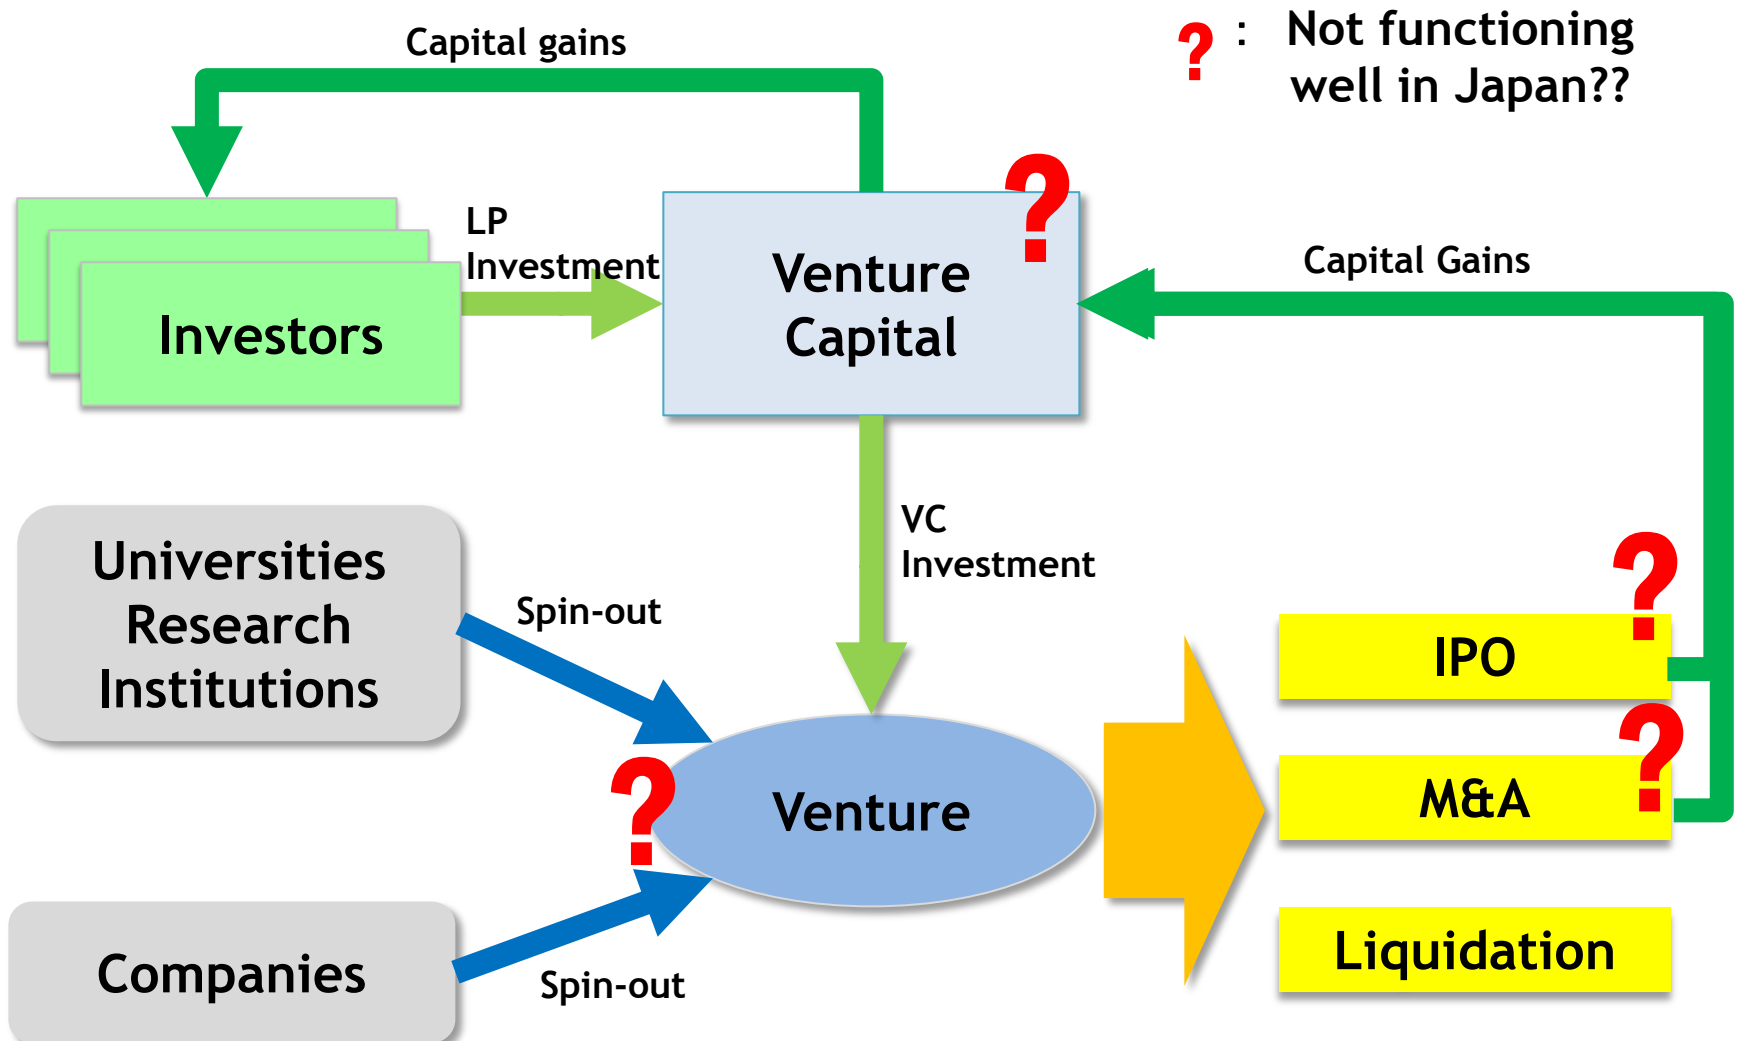 Capital gains
? : Not functioning
well in Japan??
LP
Investment
?
Venture
Capital
Capital Gains
Investors
VC
Investment
Universities
Research
Institutions
Spin-out
?
IPO
?
M&A
?
Venture
Liquidation
Companies
Spin-out